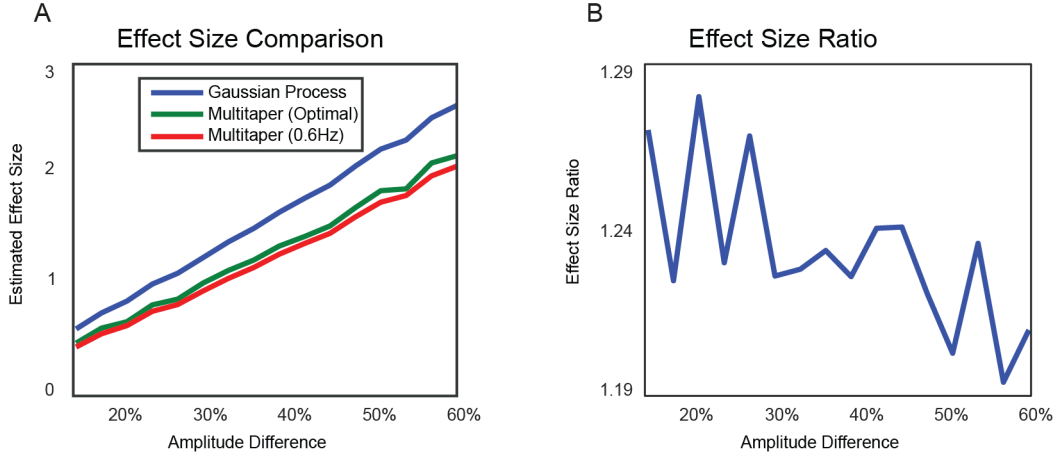 A
Effect Size Comparison
3
2
1
0
Estimated Effect Size
Gaussian Process
Multitaper (Optimal)
Multitaper (0.6Hz)
20% 30% 40% 50% 60%
Amplitude Difference
B
Effect Size Ratio
1.29
1.24
1.19
Effect Size Ratio
20% 30% 40% 50% 60%
Amplitude Difference